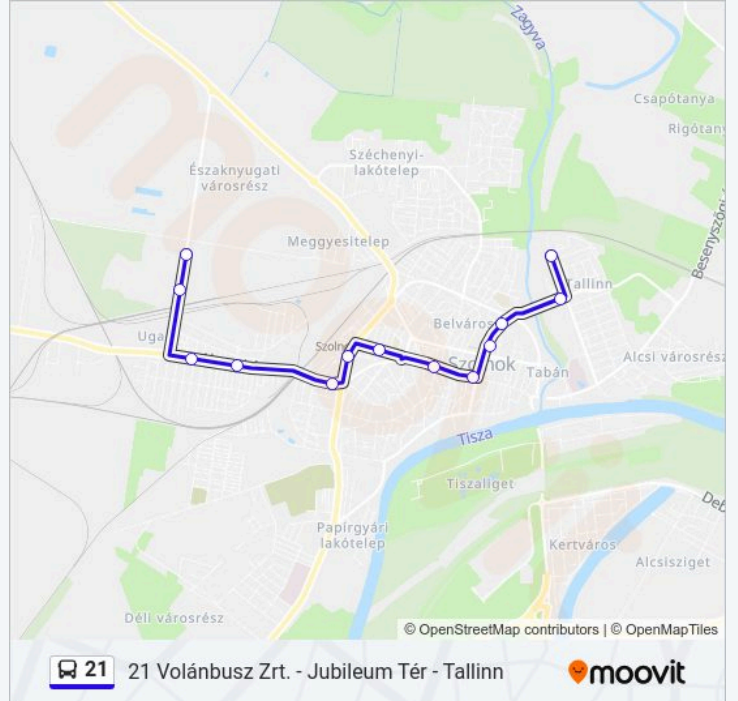 Zagyva
Csapótanya
Rigótany
Széchenyi-
lakótelep
Északnyugati
városrész
Meggyesitelep
Besenyszögi
Tallinn
Belváros
Uga
Szoln
Szolnok
Tabán
Alcsi városrész
Tisza
Tiszaliget
Deb
Papírgyári
lakótelep
Kertváros
Alcsisziget
Déli városrész
© OpenStreetMap contributors | © OpenMapTiles
21 21 Volánbusz Zrt. - Jubileum Tér - Tallinn
moovit